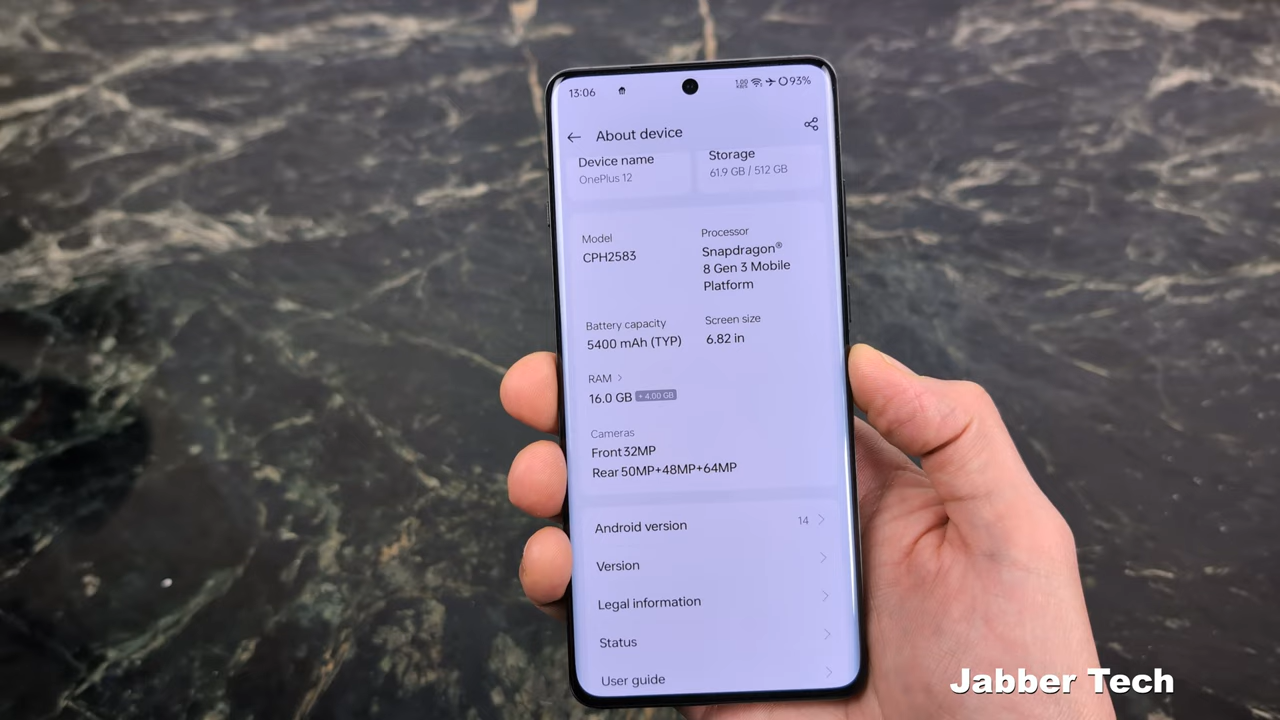 13:06
1.00 KB/S
93%
About device
Device name
OnePlus 12
Storage
61.9 GB / 512 GB
Model
CPH2583
Processor
Snapdragon®
8 Gen 3 Mobile
Platform
Battery capacity
5400 mAh (TYP)
Screen size
6.82 in
RAM
16.0 GB + 4.00 GB
Cameras
Front 32MP
Rear 50MP+48MP+64MP
Android version 14
Version
Legal information
Status
User guide
Jabber Tech